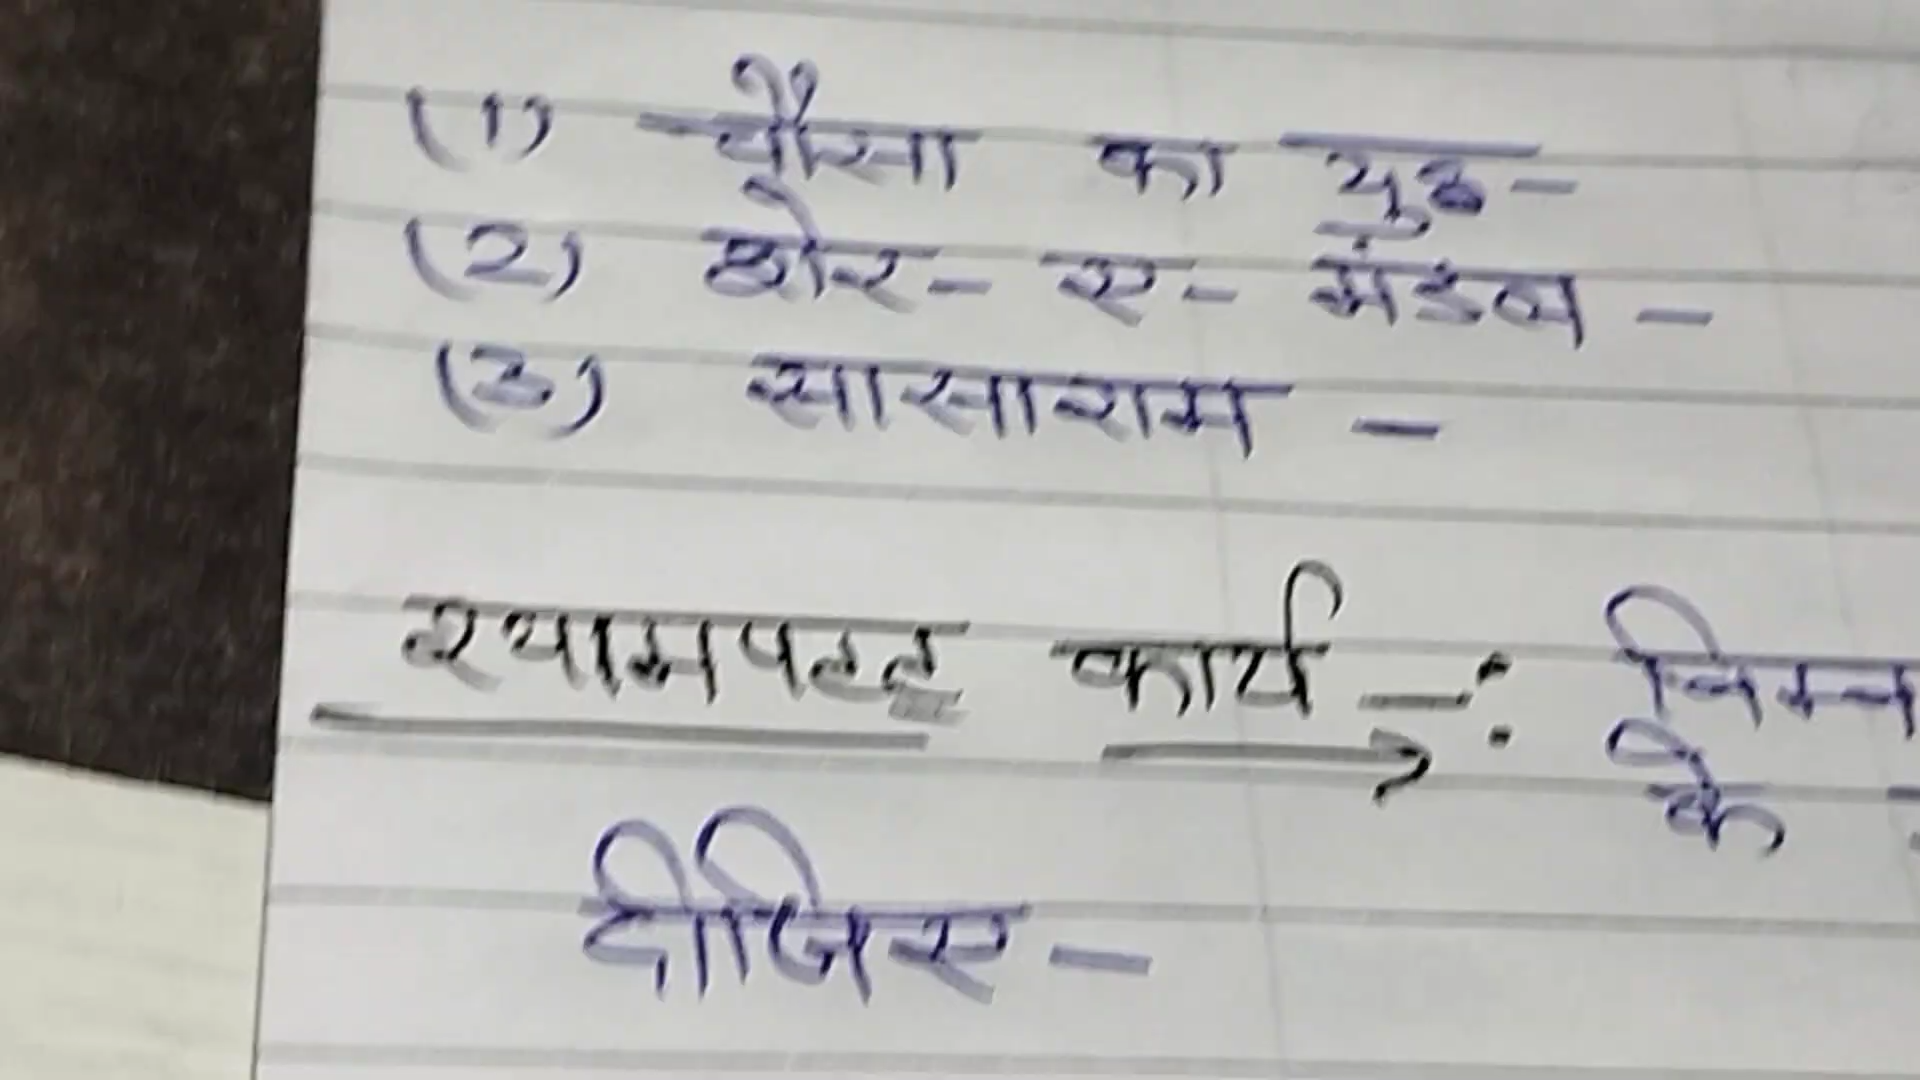 (1) चौसा का युद्ध -
(2) शेर - ए - मंडल -
(3) सासाराम -
श्यामपट्ट कार्य -: निम्न
के
दीजिए -